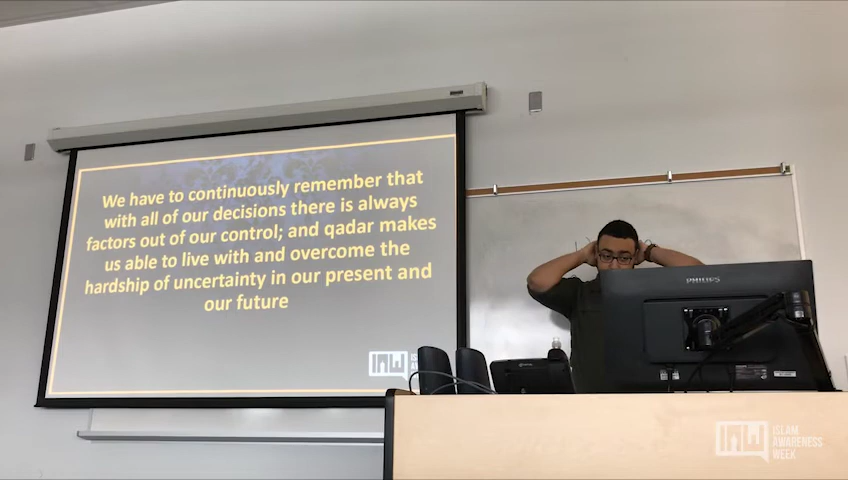 We have to continuously remember that
with all of our decisions there is always
factors out of our control; and qadar makes
us able to live with and overcome the
hardship of uncertainty in our present and
our future
PHILIPS
ISLAM
AWARENESS
WEEK